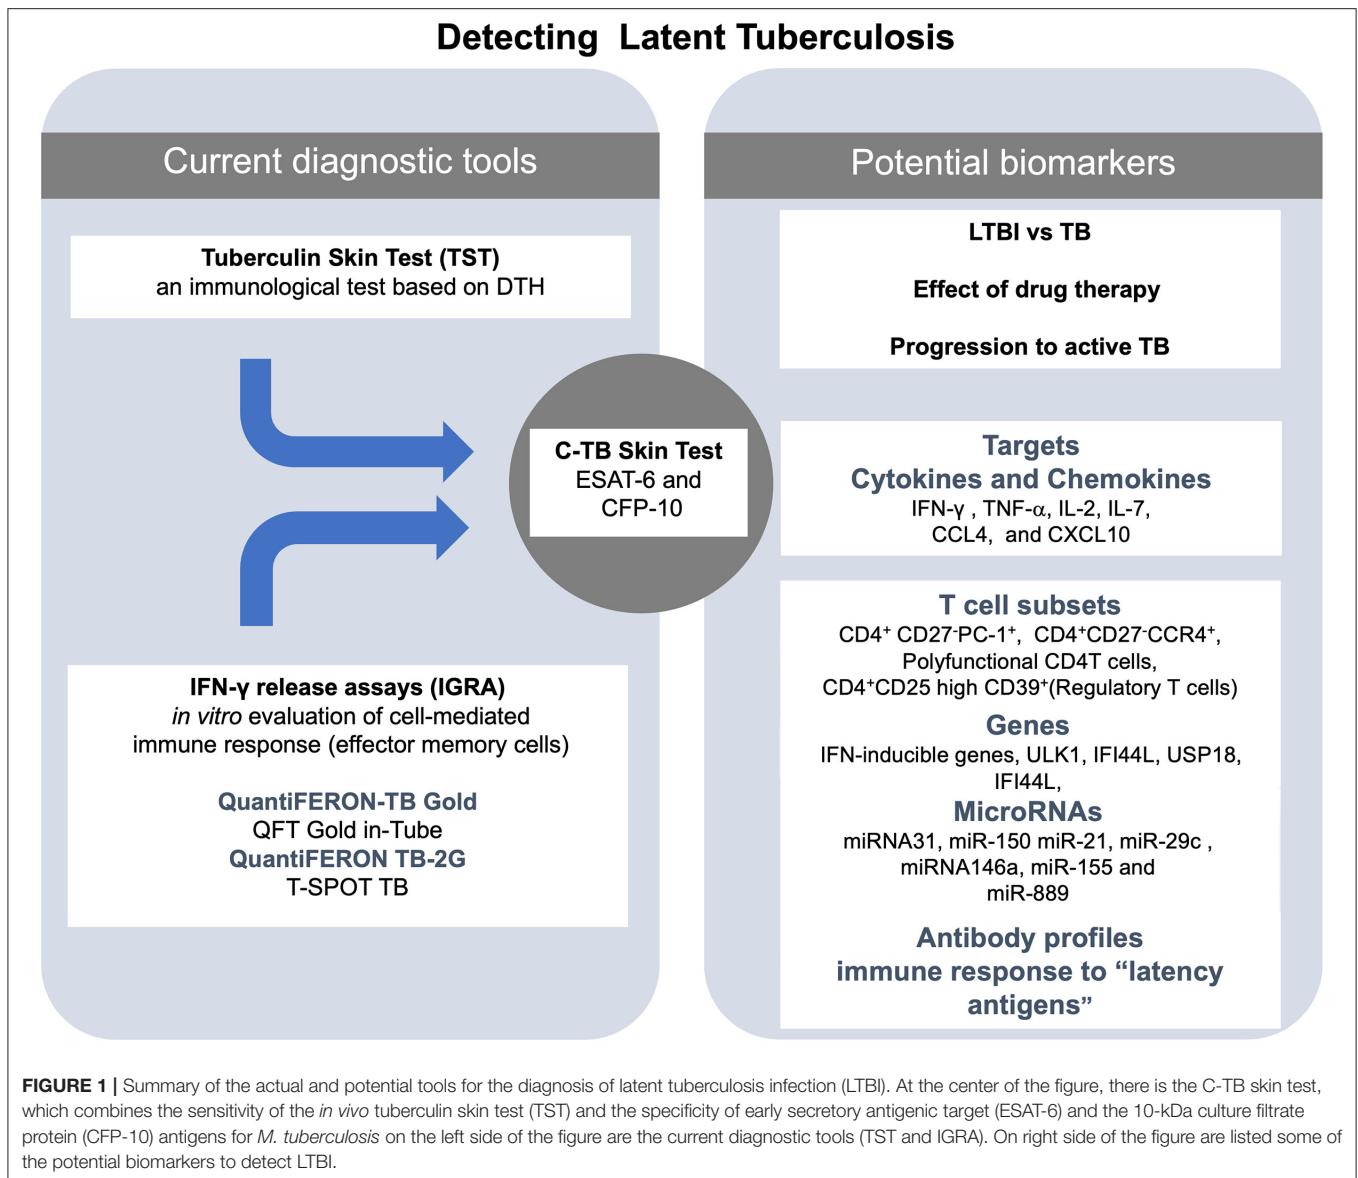 Detecting Latent Tuberculosis
Current diagnostic tools
Tuberculin Skin Test (TST)
an immunological test based on DTH
C-TB Skin Test
ESAT-6 and
CFP-10
IFN-γ release assays (IGRA)
in vitro evaluation of cell-mediated
immune response (effector memory cells)
QuantiFERON-TB Gold
QFT Gold in-Tube
QuantiFERON TB-2G
T-SPOT TB
Potential biomarkers
LTBI vs TB
Effect of drug therapy
Progression to active TB
Targets
Cytokines and Chemokines
IFN-γ , TNF-α, IL-2, IL-7,
CCL4, and CXCL10
T cell subsets
CD4⁺ CD27⁻PC-1⁺, CD4⁺CD27⁻CCR4⁺,
Polyfunctional CD4T cells,
CD4⁺CD25 high CD39⁺(Regulatory T cells)
Genes
IFN-inducible genes, ULK1, IFI44L, USP18,
IFI44L,
MicroRNAs
miRNA31, miR-150 miR-21, miR-29c ,
miRNA146a, miR-155 and
miR-889
Antibody profiles
immune response to “latency
antigens”
FIGURE 1 | Summary of the actual and potential tools for the diagnosis of latent tuberculosis infection (LTBI). At the center of the figure, there is the C-TB skin test,
which combines the sensitivity of the in vivo tuberculin skin test (TST) and the specificity of early secretory antigenic target (ESAT-6) and the 10-kDa culture filtrate
protein (CFP-10) antigens for M. tuberculosis on the left side of the figure are the current diagnostic tools (TST and IGRA). On right side of the figure are listed some of
the potential biomarkers to detect LTBI.